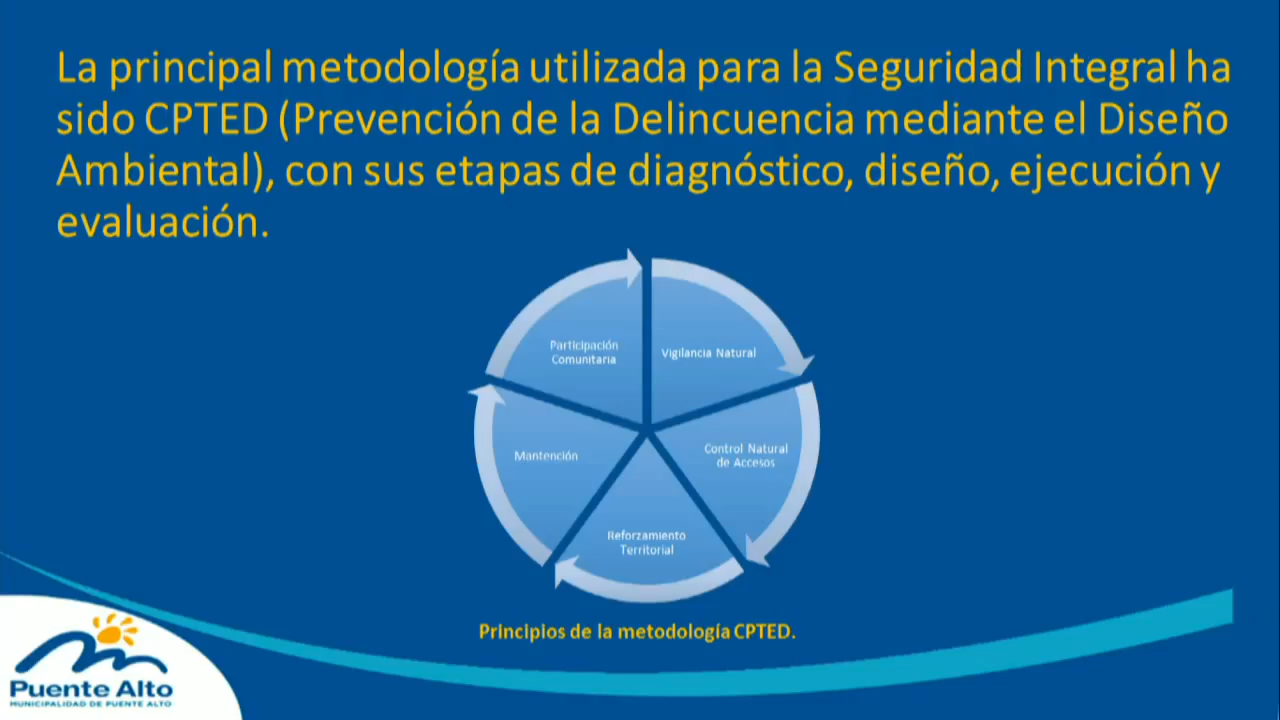 La principal metodología utilizada para la Seguridad Integral ha
sido CPTED (Prevención de la Delincuencia mediante el Diseño
Ambiental), con sus etapas de diagnóstico, diseño, ejecución y
evaluación.
Participación
Comunitaria
Vigilancia Natural
Control Natural
de Accesos
Mantención
Reforzamiento
Territorial
Principios de la metodología CPTED.
Puente Alto
MUNICIPALIDAD DE PUENTE ALTO